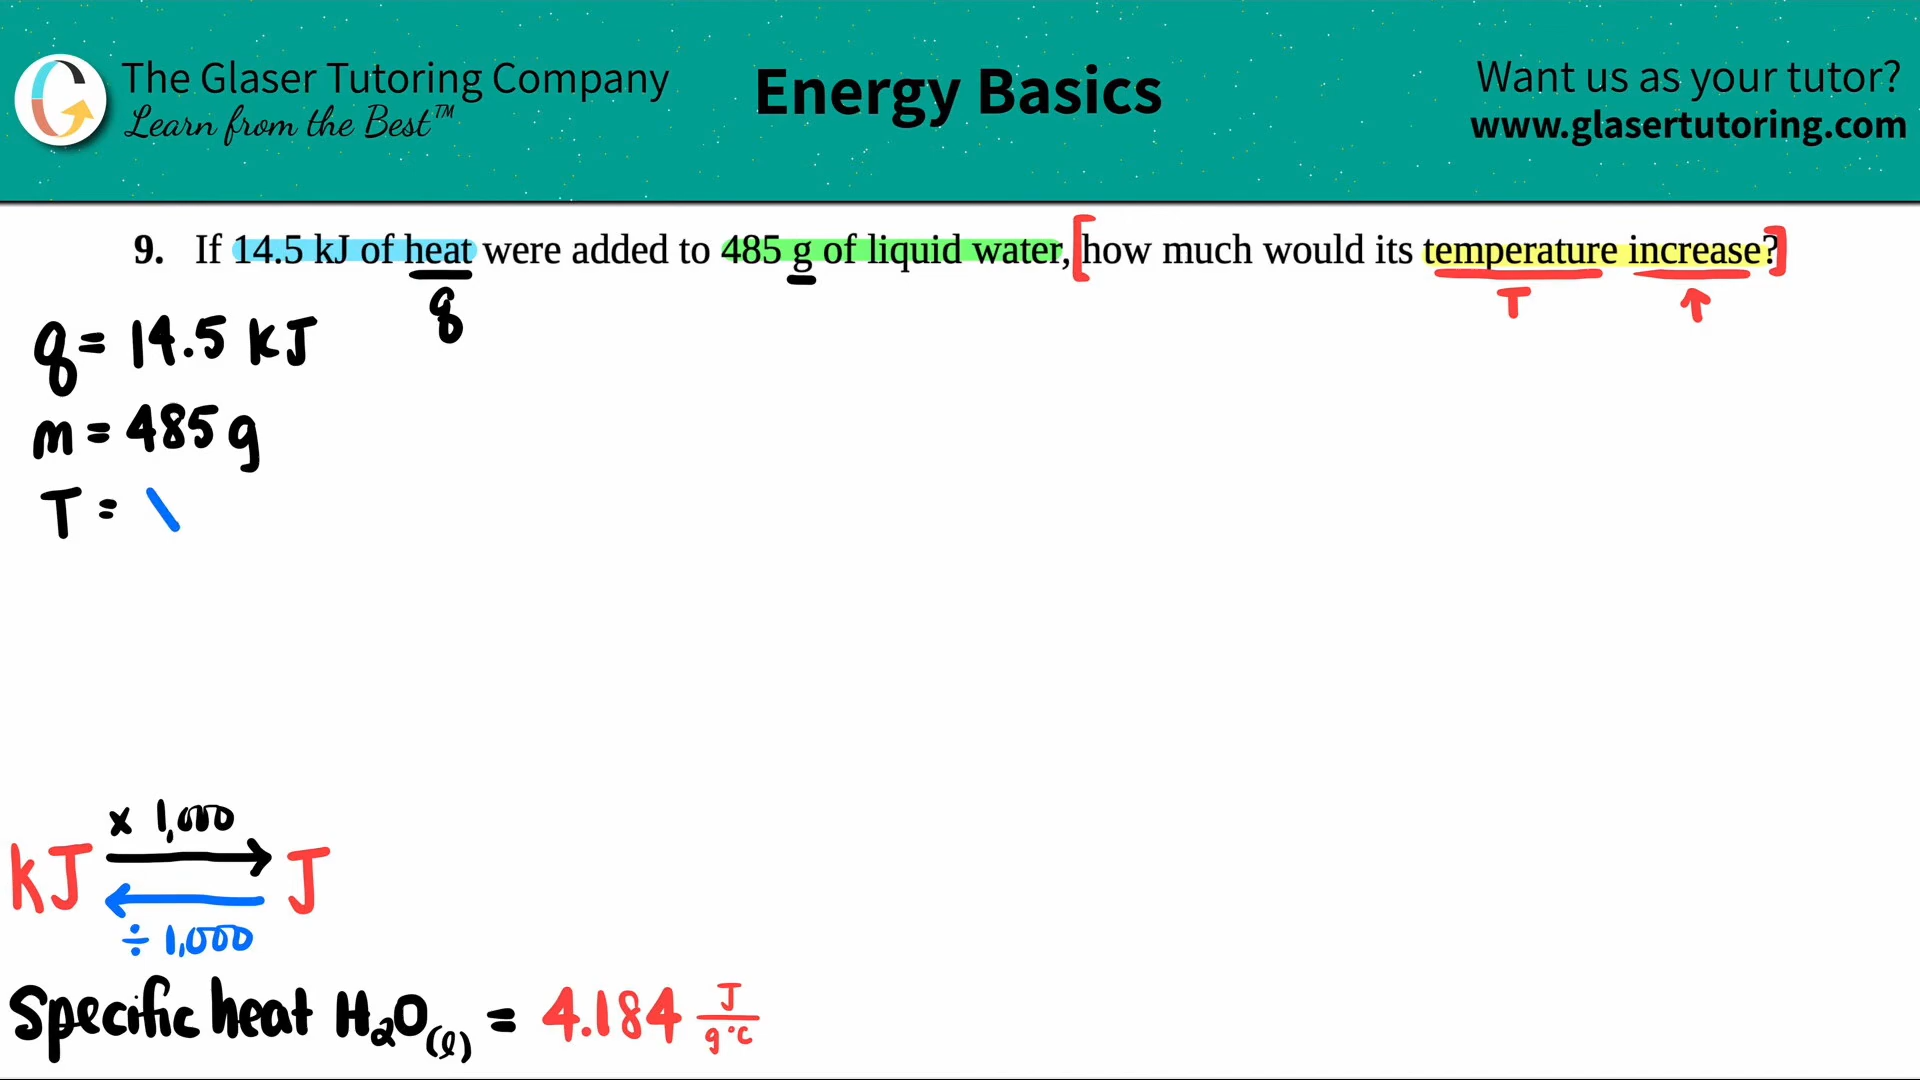 The Glaser Tutoring Company
Learn from the Best™
Energy Basics
Want us as your tutor?
www.glasertutoring.com
9. If 14.5 kJ of heat were added to 485 g of liquid water, [how much would its temperature increase?]
q
T ↑
q = 14.5 kJ
m = 485 g
T = \
x 1,000
kJ → J
←
÷ 1,000
Specific heat H₂O(l) = 4.184 J/g°C